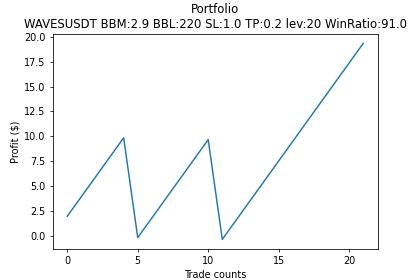 Portfolio
WAVESUSDT BBM:2.9 BBL:220 SL:1.0 TP:0.2 lev:20 WinRatio:91.0
20.0
17.5
15.0
12.5
10.0
7.5
5.0
2.5
0.0
Profit ($)
0 5 10 15 20
Trade counts